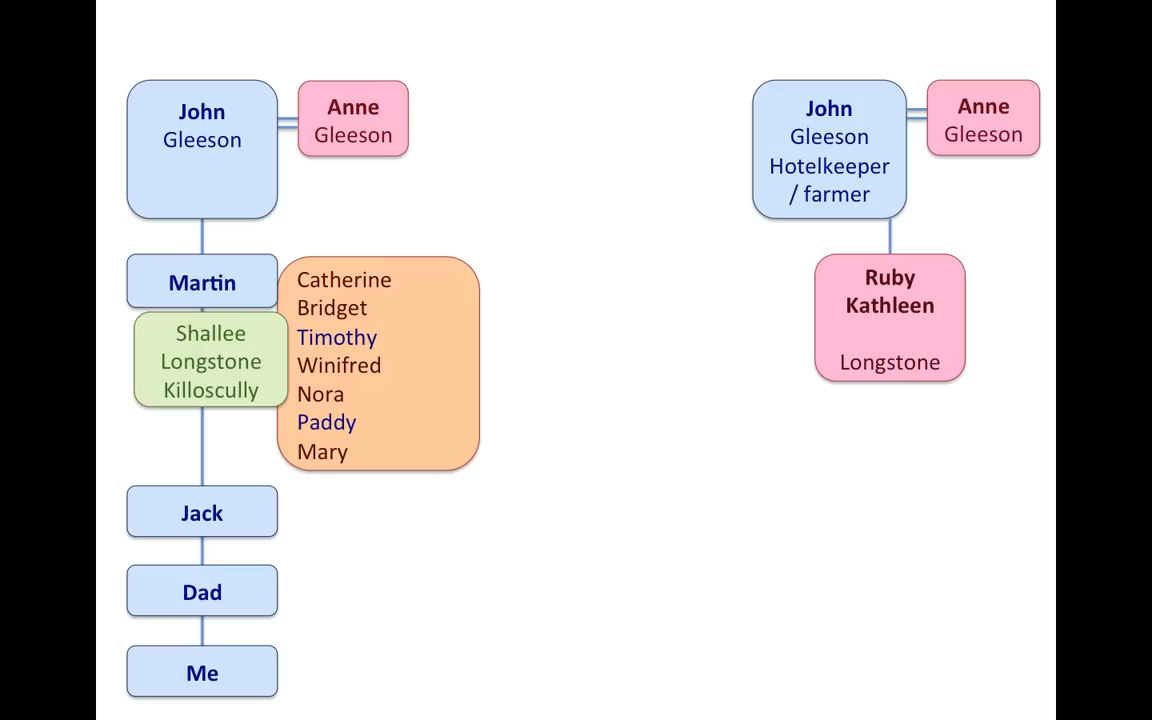 John
Gleeson
Anne
Gleeson
Martin
Shallee
Longstone
Killoscully
Catherine
Bridget
Timothy
Winifred
Nora
Paddy
Mary
Jack
Dad
Me
John
Gleeson
Hotelkeeper
/ farmer
Anne
Gleeson
Ruby
Kathleen
Longstone